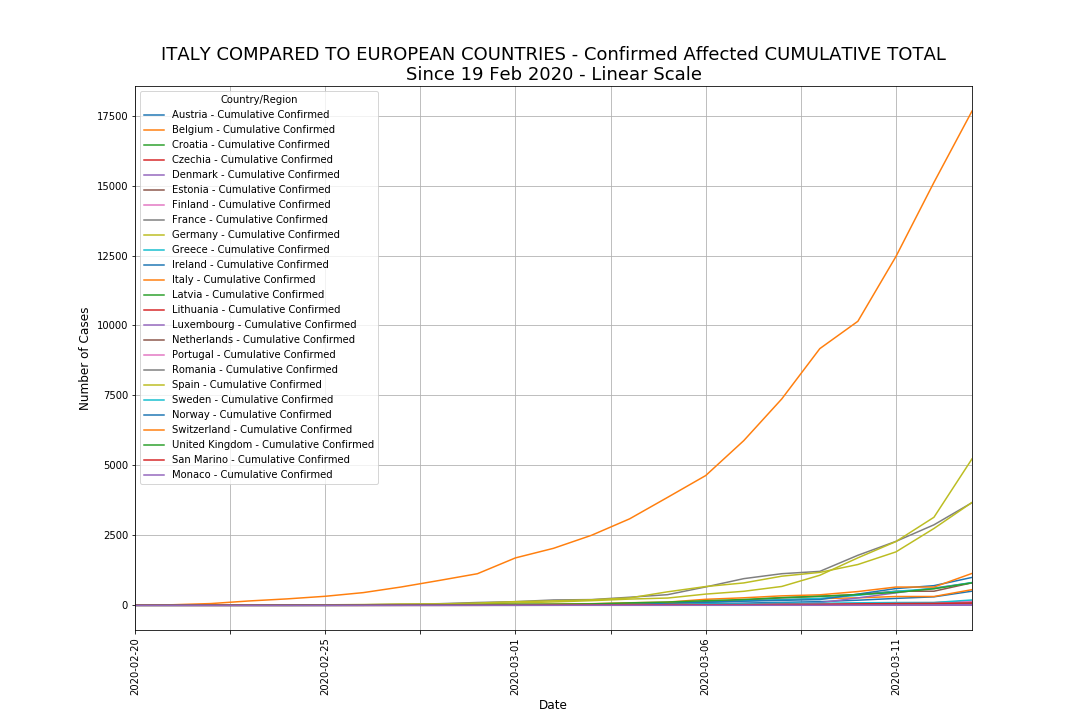 ITALY COMPARED TO EUROPEAN COUNTRIES - Confirmed Affected CUMULATIVE TOTAL
Since 19 Feb 2020 - Linear Scale
Country/Region
Austria - Cumulative Confirmed
Belgium - Cumulative Confirmed
Croatia - Cumulative Confirmed
Czechia - Cumulative Confirmed
Denmark - Cumulative Confirmed
Estonia - Cumulative Confirmed
Finland - Cumulative Confirmed
France - Cumulative Confirmed
Germany - Cumulative Confirmed
Greece - Cumulative Confirmed
Ireland - Cumulative Confirmed
Italy - Cumulative Confirmed
Latvia - Cumulative Confirmed
Lithuania - Cumulative Confirmed
Luxembourg - Cumulative Confirmed
Netherlands - Cumulative Confirmed
Portugal - Cumulative Confirmed
Romania - Cumulative Confirmed
Spain - Cumulative Confirmed
Sweden - Cumulative Confirmed
Norway - Cumulative Confirmed
Switzerland - Cumulative Confirmed
United Kingdom - Cumulative Confirmed
San Marino - Cumulative Confirmed
Monaco - Cumulative Confirmed
Number of Cases
17500
15000
12500
10000
7500
5000
2500
0
2020-02-20
2020-02-25
2020-03-01
2020-03-06
2020-03-11
Date